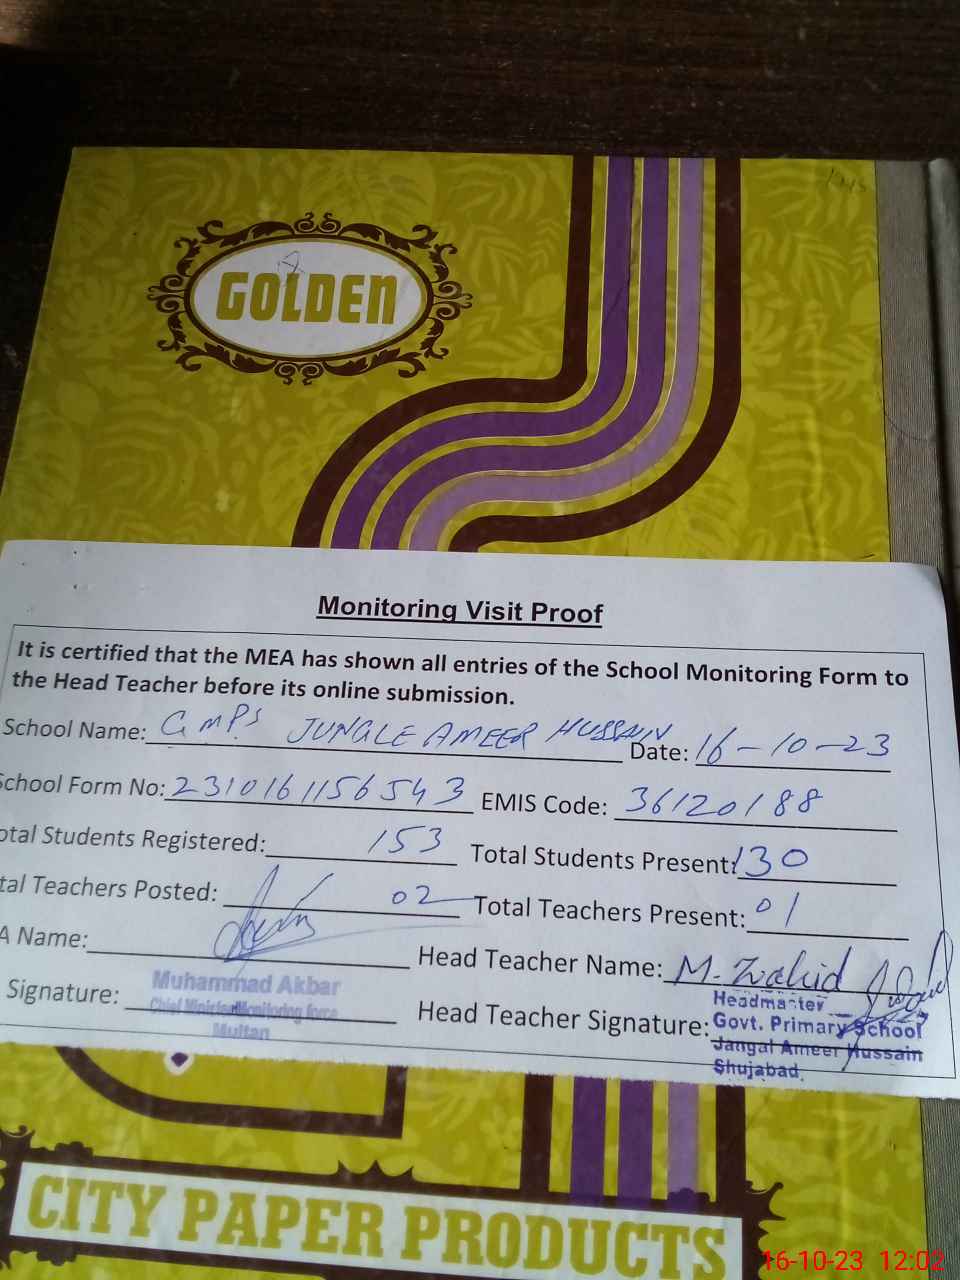 GOLDEN
Monitoring Visit Proof
It is certified that the MEA has shown all entries of the School Monitoring Form to
the Head Teacher before its online submission.
School Name: GMPS JUNGLE AMEER HUSSAIN Date: 16-10-23
School Form No: 2310161156543 EMIS Code: 36120188
otal Students Registered: 153 Total Students Present: 130
tal Teachers Posted: 02 Total Teachers Present: 01
A Name: Head Teacher Name: M. Zahid
Signature: Muhammad Akbar
Chief Minister Monitoring force
Multan
Head Teacher Signature: Headmaster
Govt. Primary School
Jangal Ameer Hussain
Shujabad
CITY PAPER PRODUCTS
16-10-23 12:02